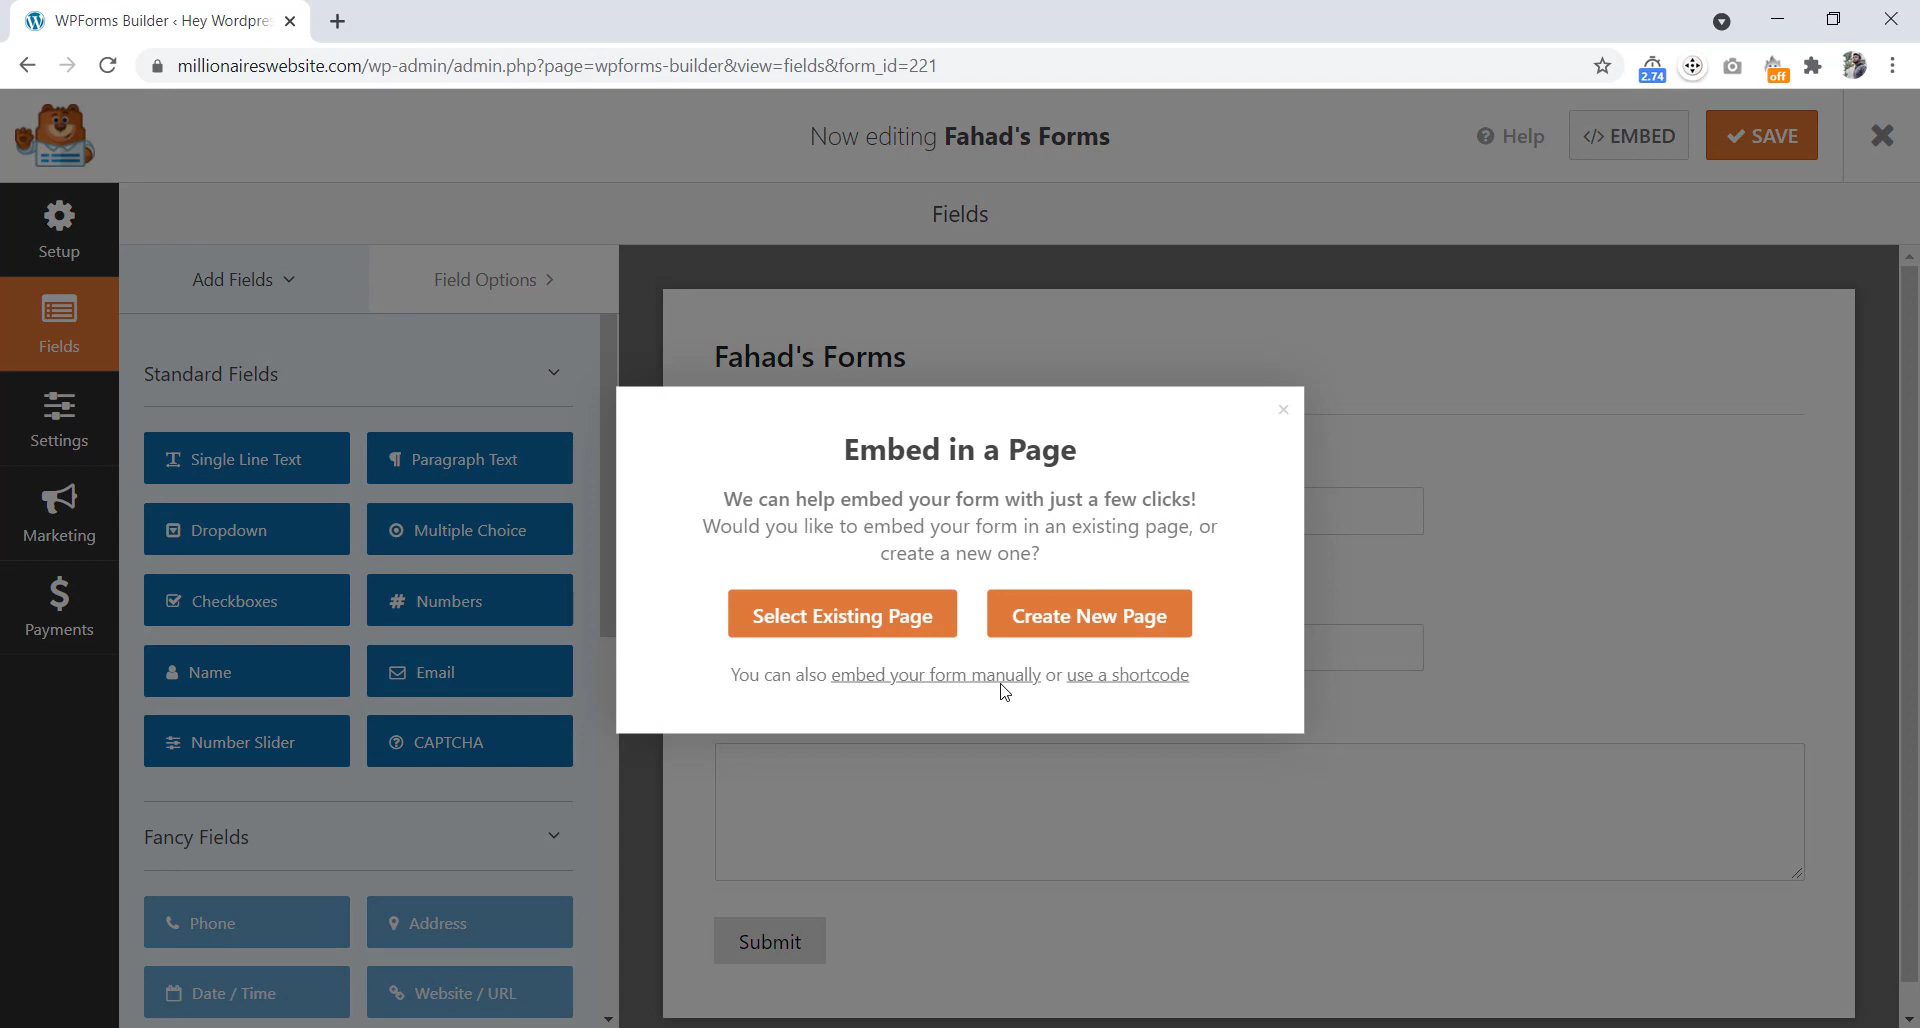 WPForms Builder ‹ Hey Wordpre
millionaireswebsite.com/wp-admin/admin.php?page=wpforms-builder&view=fields&form_id=221
2.74
off
Now editing Fahad's Forms
Help
</> EMBED
SAVE
Setup
Fields
Settings
Marketing
Payments
Fields
Add Fields
Field Options
Standard Fields
Single Line Text
Paragraph Text
Dropdown
Multiple Choice
Checkboxes
Numbers
Name
Email
Number Slider
CAPTCHA
Fancy Fields
Phone
Address
Date / Time
Website / URL
Fahad's Forms
Embed in a Page
We can help embed your form with just a few clicks!
Would you like to embed your form in an existing page, or
create a new one?
Select Existing Page
Create New Page
You can also embed your form manually or use a shortcode
Submit